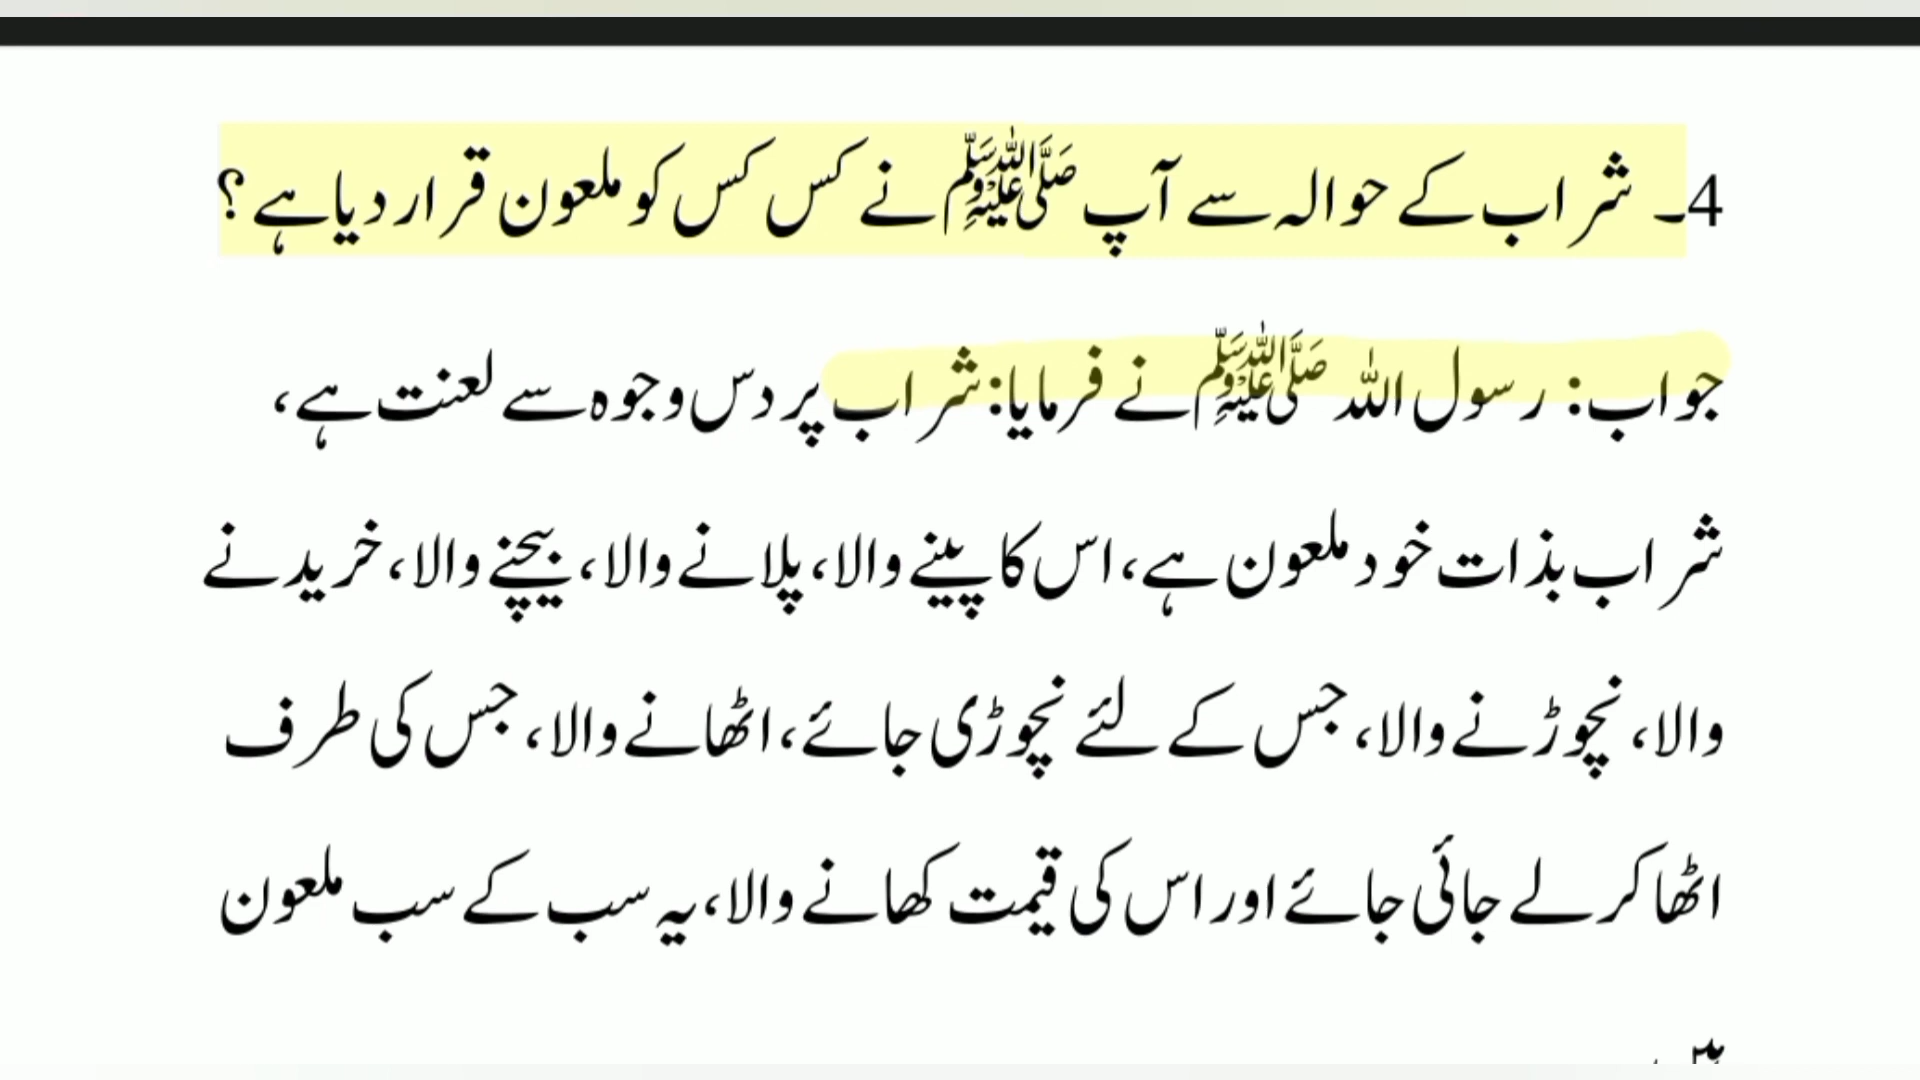 4۔ شراب کے حوالہ سے آپ ﷺ نے کس کس کو ملعون قرار دیا ہے؟
جواب: رسول اللہ ﷺ نے فرمایا: شراب پر دس وجوہ سے لعنت ہے،
شراب بذات خود ملعون ہے، اس کا پینے والا، پلانے والا، بیچنے والا، خریدنے
والا، نچوڑنے والا، جس کے لئے نچوڑی جائے، اٹھانے والا، جس کی طرف
اٹھا کر لے جائی جائے اور اس کی قیمت کھانے والا، یہ سب کے سب ملعون